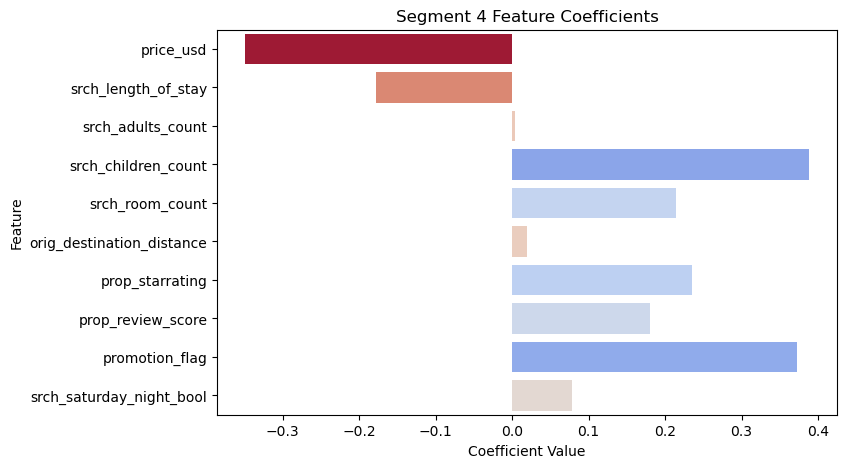 Segment 4 Feature Coefficients
price_usd
srch_length_of_stay
srch_adults_count
srch_children_count
srch_room_count
orig_destination_distance
prop_starrating
prop_review_score
promotion_flag
srch_saturday_night_bool
Feature
−0.3 −0.2 −0.1 0.0 0.1 0.2 0.3 0.4
Coefficient Value